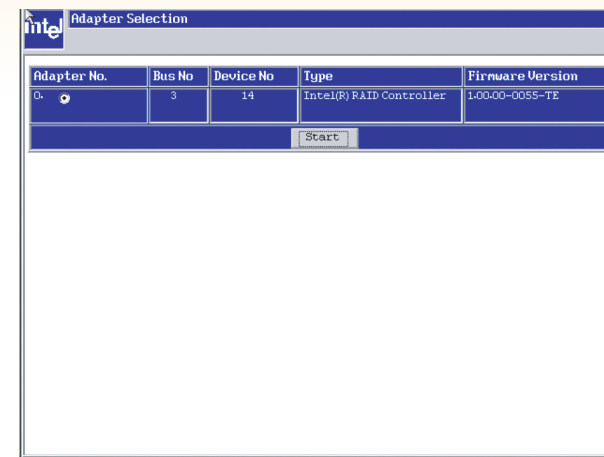 intel
Adapter Selection
Adapter No. Bus No Device No Type Firmware Version
0. 3 14 Intel(R) RAID Controller 1.00.00-0055-TE
Start